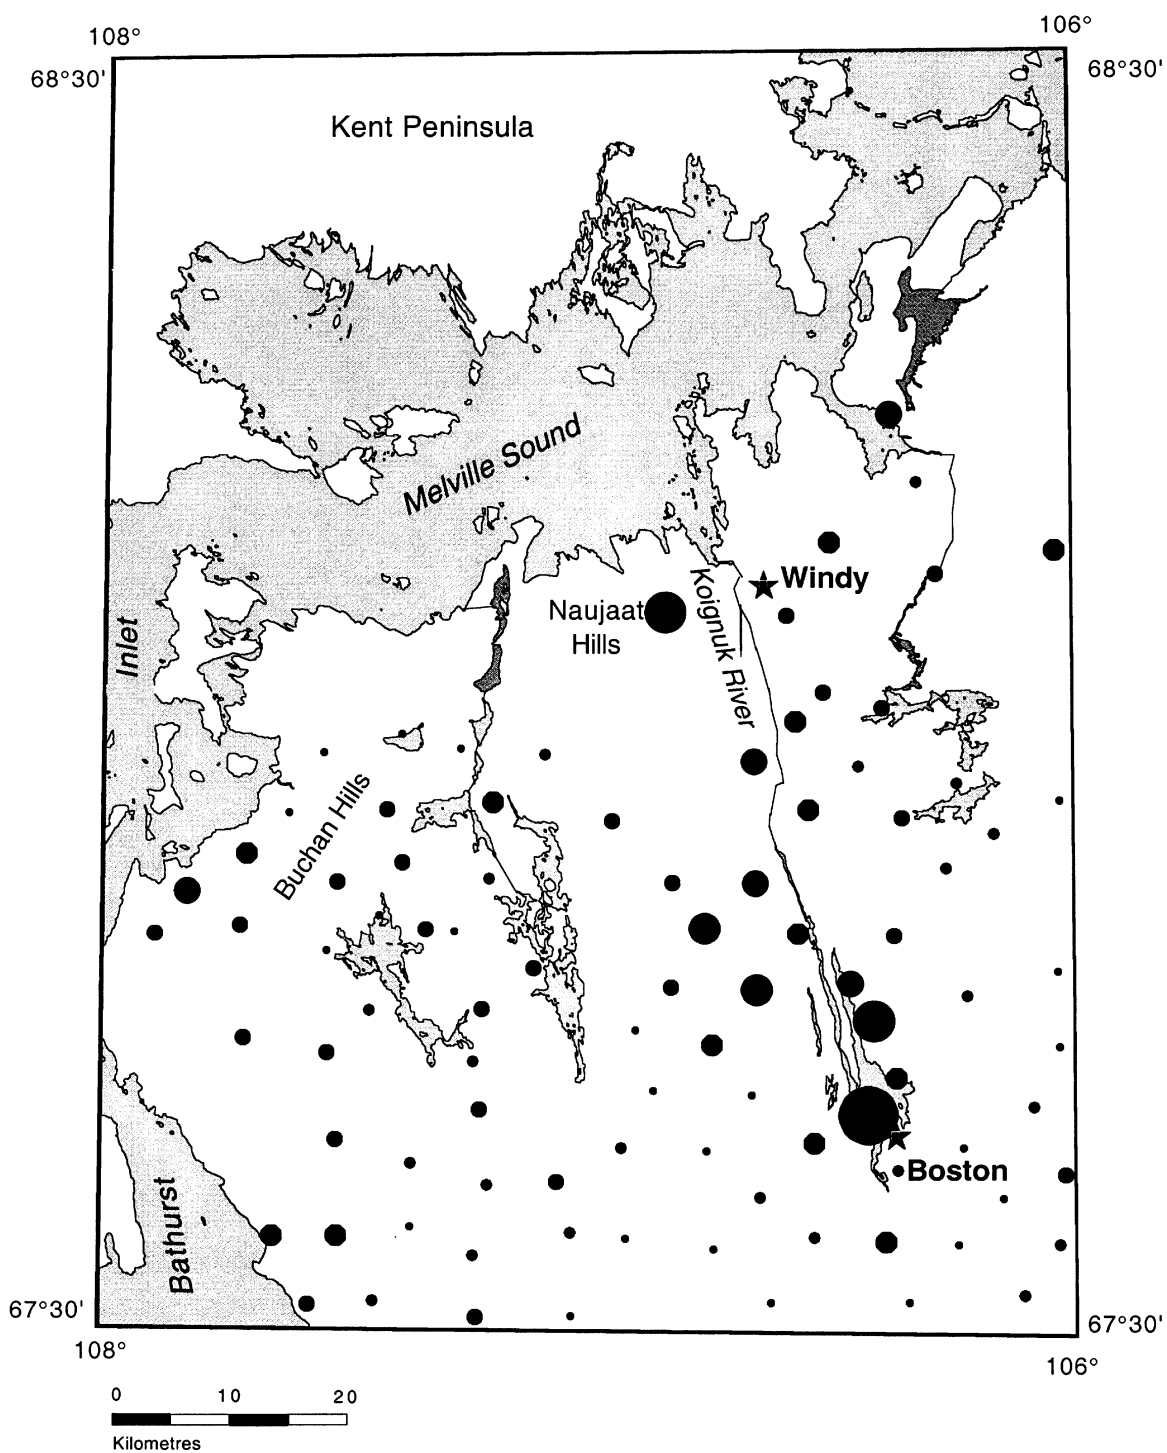 108°
106°
68°30'
68°30'
Kent Peninsula
Melville Sound
Windy
Naujaat
Hills
Koignuk River
Inlet
Buchan Hills
Boston
Bathurst
67°30'
67°30'
108°
106°
0 10 20
Kilometres